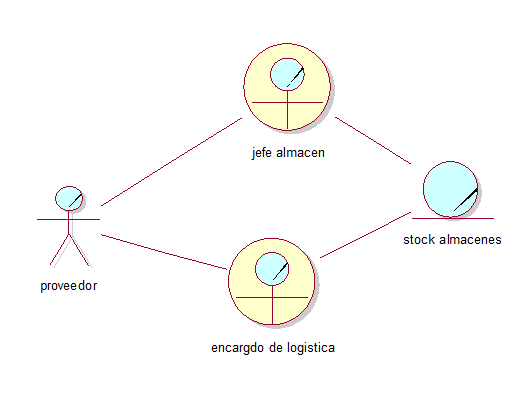 jefe almacen
stock almacenes
proveedor
encargdo de logistica